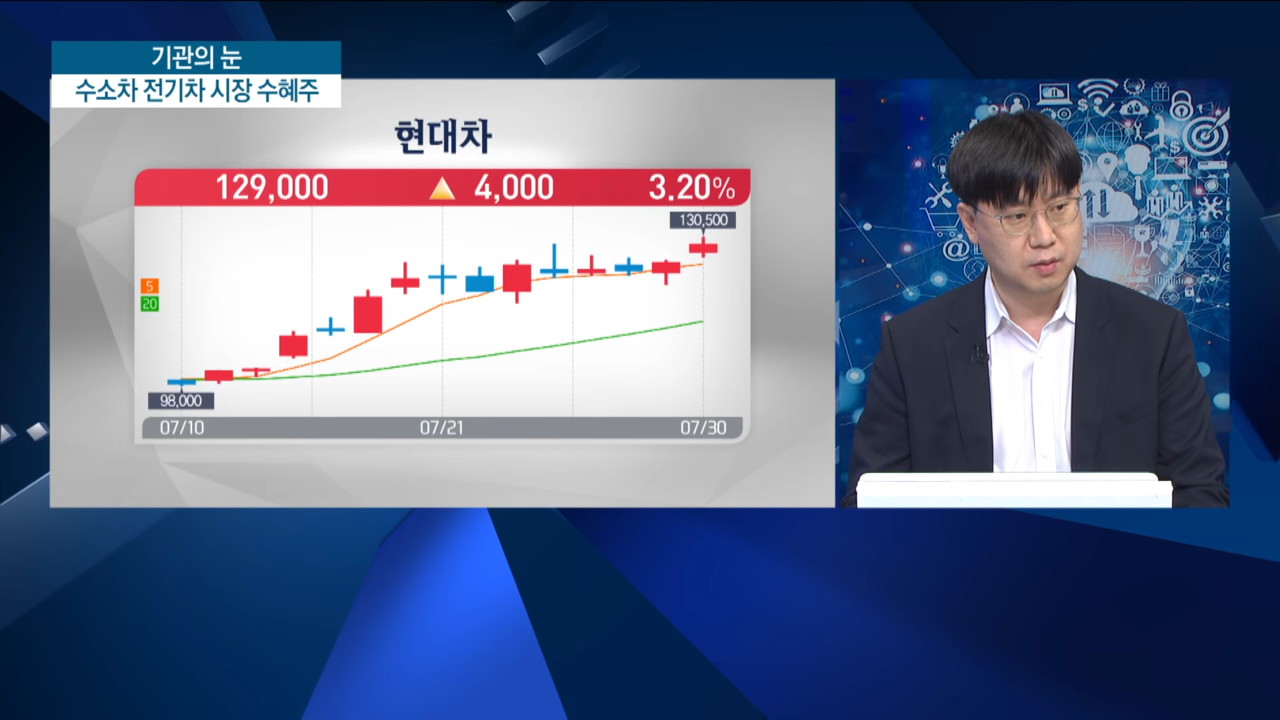 기관의 눈
수소차 전기차 시장 수혜주
현대차
129,000 ▲ 4,000 3.20%
130,500
5
20
98,000
07/10 07/21 07/30